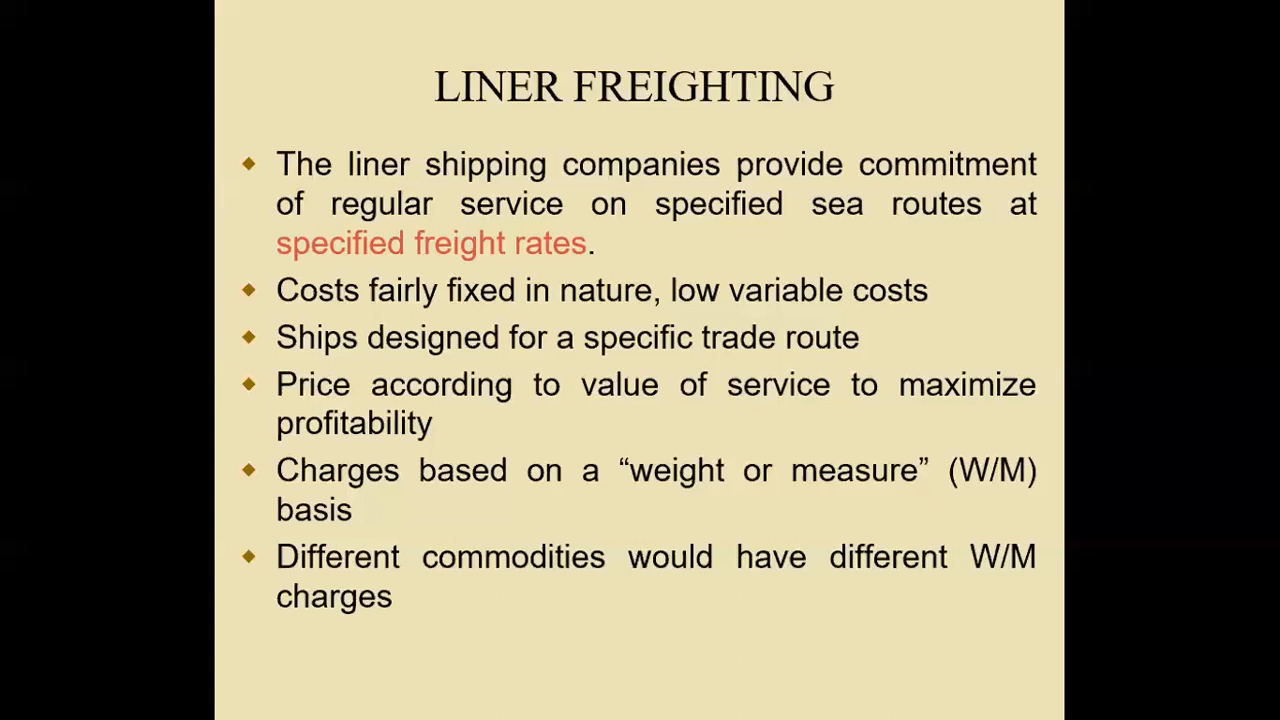 LINER FREIGHTING
The liner shipping companies provide commitment
of regular service on specified sea routes at
specified freight rates.
Costs fairly fixed in nature, low variable costs
Ships designed for a specific trade route
Price according to value of service to maximize
profitability
Charges based on a “weight or measure” (W/M)
basis
Different commodities would have different W/M
charges